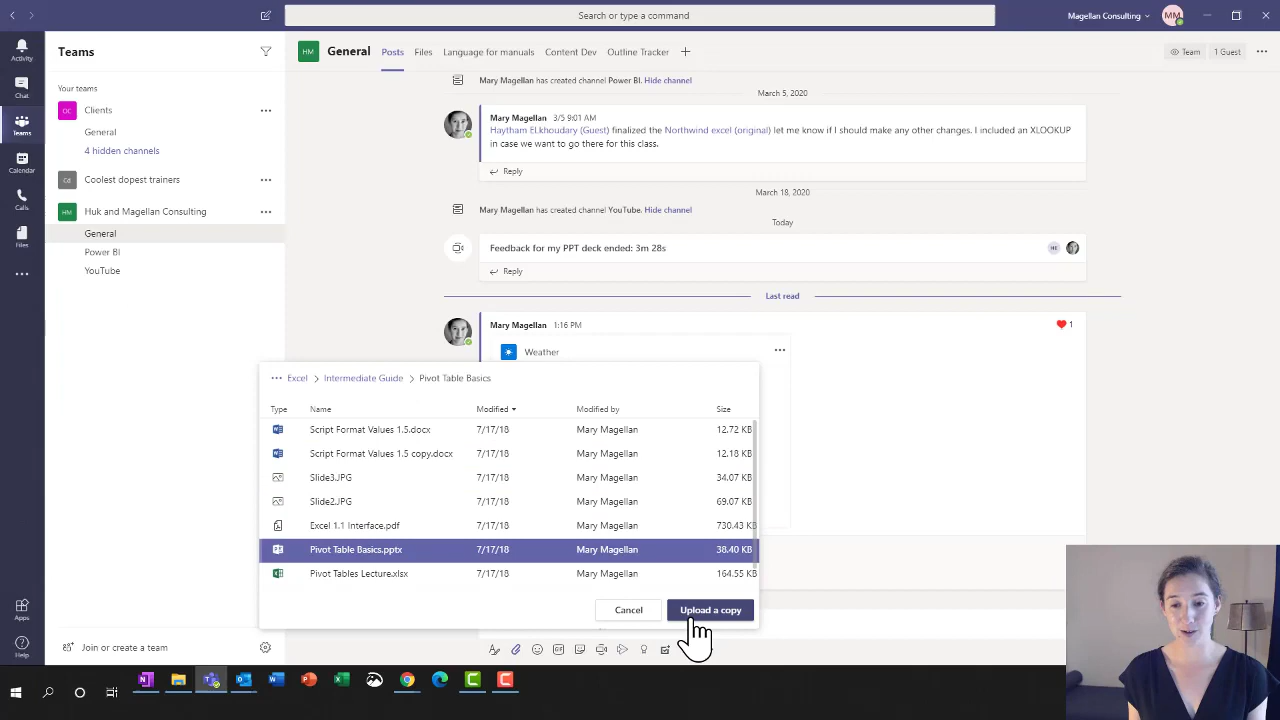 Search or type a command
Magellan Consulting
MM
Activity
Chat
Teams
Calendar
Calls
Files
Apps
Help
Teams
Your teams
OC Clients
General
4 hidden channels
ca Coolest dopest trainers
HM Huk and Magellan Consulting
General
Power BI
YouTube
Join or create a team
HM General Posts Files Language for manuals Content Dev Outline Tracker
Team 1 Guest
Mary Magellan has created channel Power BI. Hide channel
March 5, 2020
Mary Magellan 3/5 9:01 AM
Haytham ELkhoudary (Guest) finalized the Northwind excel (original) let me know if I should make any other changes. I included an XLOOKUP
in case we want to go there for this class.
Reply
March 18, 2020
Mary Magellan has created channel YouTube. Hide channel
Today
Feedback for my PPT deck ended: 3m 28s
Reply
Last read
Mary Magellan 1:16 PM
1
Weather
Excel > Intermediate Guide > Pivot Table Basics
Type Name Modified Modified by Size
Script Format Values 1.5.docx 7/17/18 Mary Magellan 12.72 KB
Script Format Values 1.5 copy.docx 7/17/18 Mary Magellan 12.18 KB
Slide3.JPG 7/17/18 Mary Magellan 34.07 KB
Slide2.JPG 7/17/18 Mary Magellan 69.07 KB
Excel 1.1 Interface.pdf 7/17/18 Mary Magellan 730.43 KB
Pivot Table Basics.pptx 7/17/18 Mary Magellan 38.40 KB
Pivot Tables Lecture.xlsx 7/17/18 Mary Magellan 164.55 KB
Cancel Upload a copy
GIF